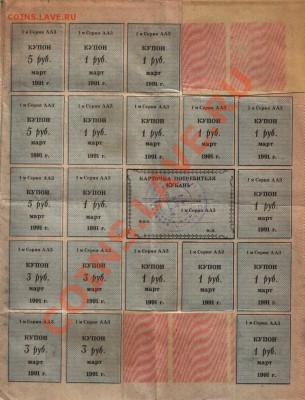 COINS.LAVE.RU
1 я Серия ААЗ 1 я Серия ААЗ 1 я Серия ААЗ
КУПОН КУПОН КУПОН
5 руб. 1 руб. 1 руб.
март март март
1991 г. 1991 г. 1991 г.
1 я Серия ААЗ 1 я Серия ААЗ 1 я Серия ААЗ 1 я Серия ААЗ 1 я Серия ААЗ
КУПОН КУПОН КУПОН КУПОН КУПОН
5 руб. 1 руб. 1 руб. 1 руб. 1 руб.
март март март март март
1991 г. 1991 г. 1991 г. 1991 г. 1991 г.
1 я Серия ААЗ 1 я Серия ААЗ КАРТОЧКА ПОТРЕБИТЕЛЯ 1 я Серия ААЗ
КУПОН КУПОН "КУБАНЬ" КУПОН
5 руб. 1 руб. 1 я Серия ААЗ 1 руб.
март март март
1991 г. 1991 г. М.П. 1991 г.
1 я Серия ААЗ 1 я Серия ААЗ 1 я Серия ААЗ 1 я Серия ААЗ 1 я Серия ААЗ
КУПОН КУПОН КУПОН КУПОН КУПОН
3 руб. 3 руб. 1 руб. 1 руб. 1 руб.
март март март март март
1991 г. 1991 г. 1991 г. 1991 г. 1991 г.
1 я Серия ААЗ 1 я Серия ААЗ 1 я Серия ААЗ
КУПОН КУПОН КУПОН
3 руб. 3 руб. 1 руб.
март март март
1991 г. 1991 г. 1991 г.